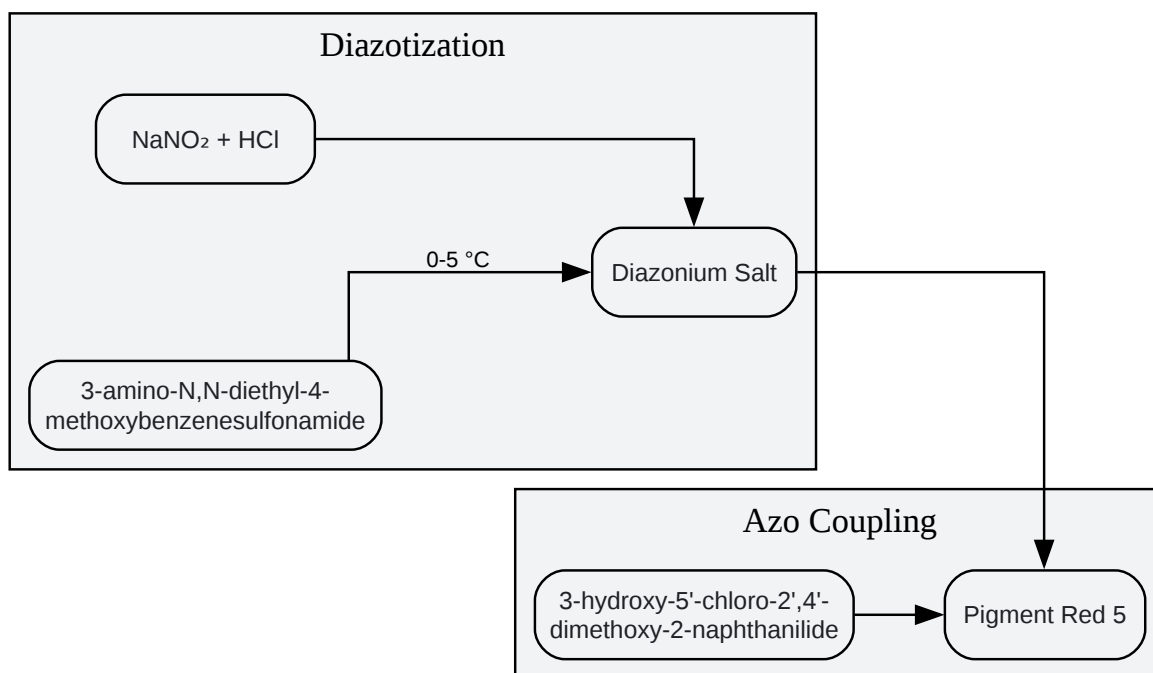 Diazotization
NaNO₂ + HCl
0-5 °C
Diazonium Salt
3-amino-N,N-diethyl-4-
methoxybenzenesulfonamide
Azo Coupling
3-hydroxy-5'-chloro-2',4'-
dimethoxy-2-naphthanilide
Pigment Red 5